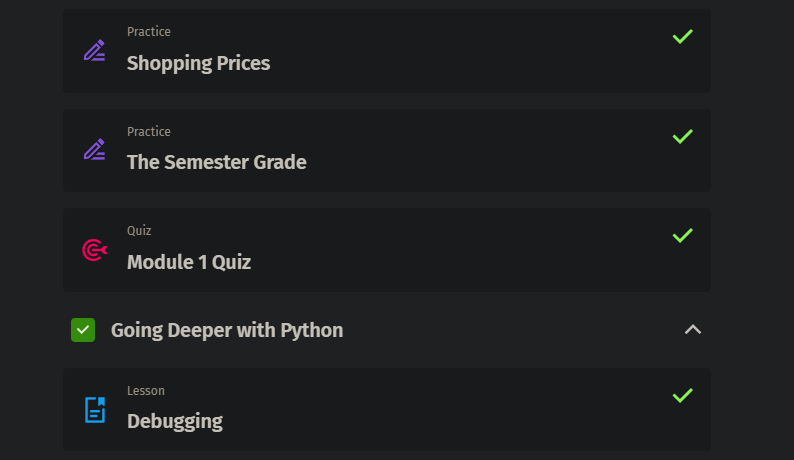 Practice
Shopping Prices
Practice
The Semester Grade
Quiz
Module 1 Quiz
Going Deeper with Python
Lesson
Debugging